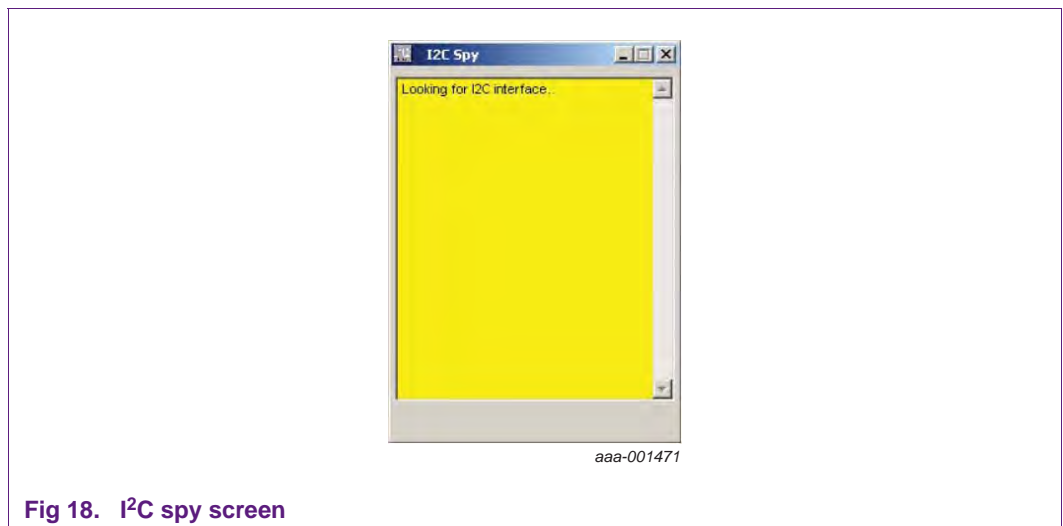 I2C Spy
Looking for I2C interface...
aaa-001471
Fig 18. I²C spy screen